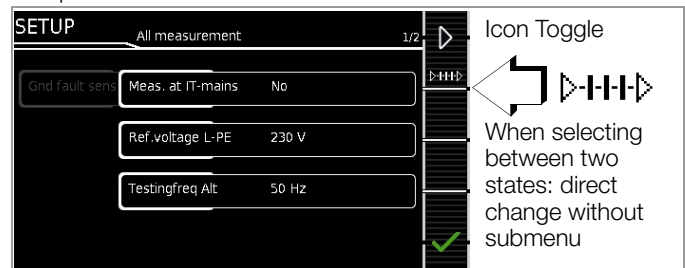 SETUP
All measurement 1/2
Gnd fault sens Meas. at IT-mains No
Ref.voltage L-PE 230 V
Testingfreq Alt 50 Hz
Icon Toggle
When selecting
between two
states: direct
change without
submenu